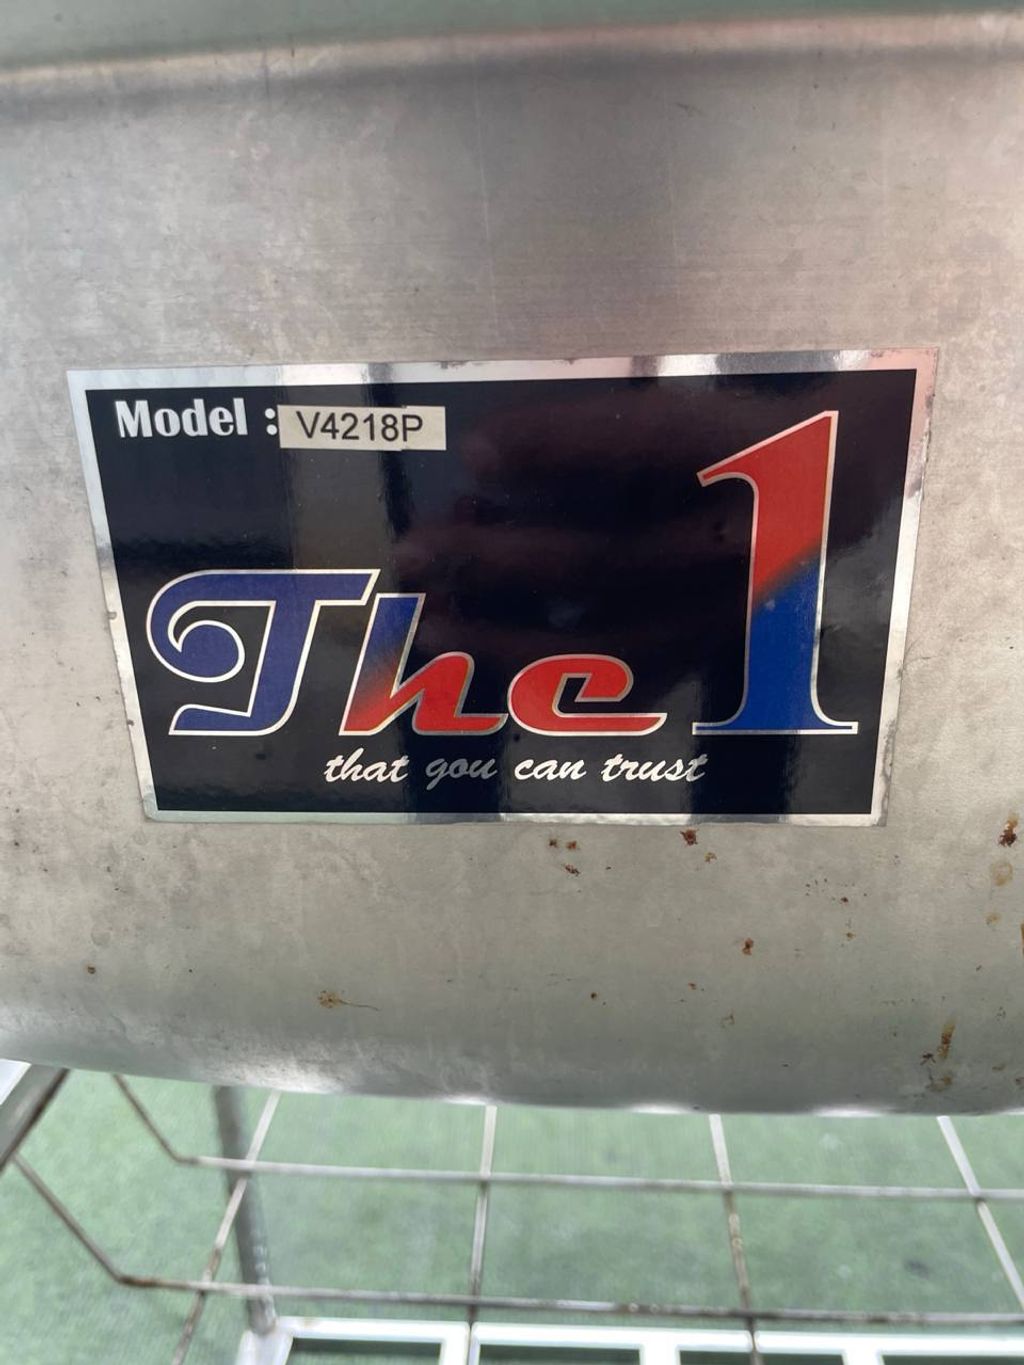 Model : V4218P
The 1
that you can trust